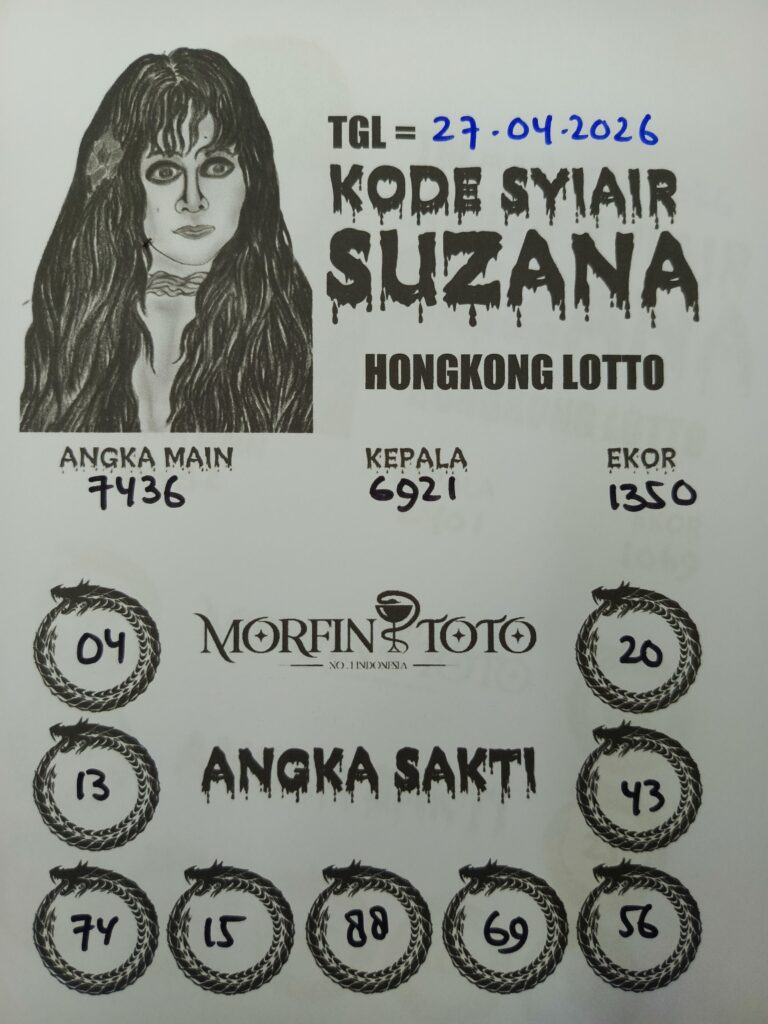 TGL = 27.04.2026
KODE SYIAIR
SUZANA
HONGKONG LOTTO
ANGKA MAIN KEPALA EKOR
7436 6921 1350
04 MORFIN TOTO 20
NO.1 INDONESIA
13 ANGKA SAKTI 43
74 15 88 69 56